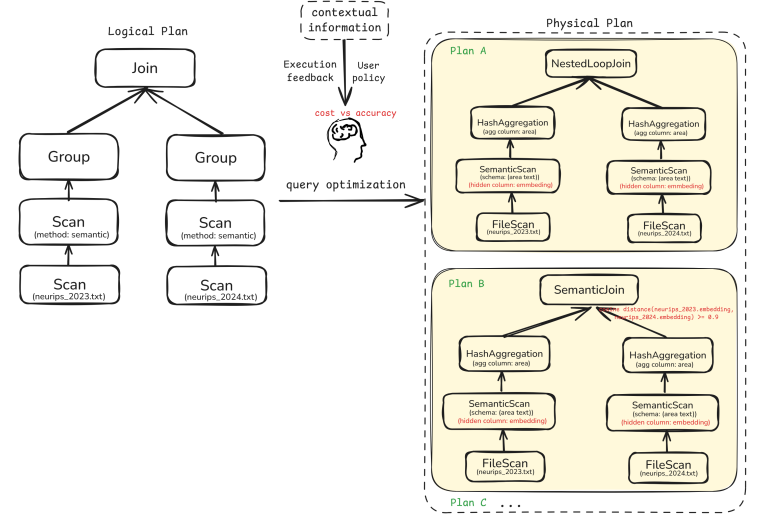 Logical Plan
Join
Group
Group
Scan
(method: semantic)
Scan
(method: semantic)
Scan
(neurips_2023.txt)
Scan
(neurips_2024.txt)
contextual
information
Execution
feedback
User
policy
cost vs accuracy
query optimization
Physical Plan
Plan A
NestedLoopJoin
HashAggregation
(agg column: area)
HashAggregation
(agg column: area)
SemanticScan
(schema: (area text))
(hidden column: emmbeding)
SemanticScan
(schema: (area text))
(hidden column: emmbeding)
FileScan
(neurips_2023.txt)
FileScan
(neurips_2024.txt)
Plan B
SemanticJoin
distance(neurips_2023.embedding,
neurips_2024.embedding) >= 0.9
HashAggregation
(agg column: area)
HashAggregation
(agg column: area)
SemanticScan
(schema: (area text))
(hidden column: embedding)
SemanticScan
(schema: (area text))
(hidden column: embedding)
FileScan
(neurips_2023.txt)
FileScan
(neurips_2024.txt)
Plan C ...